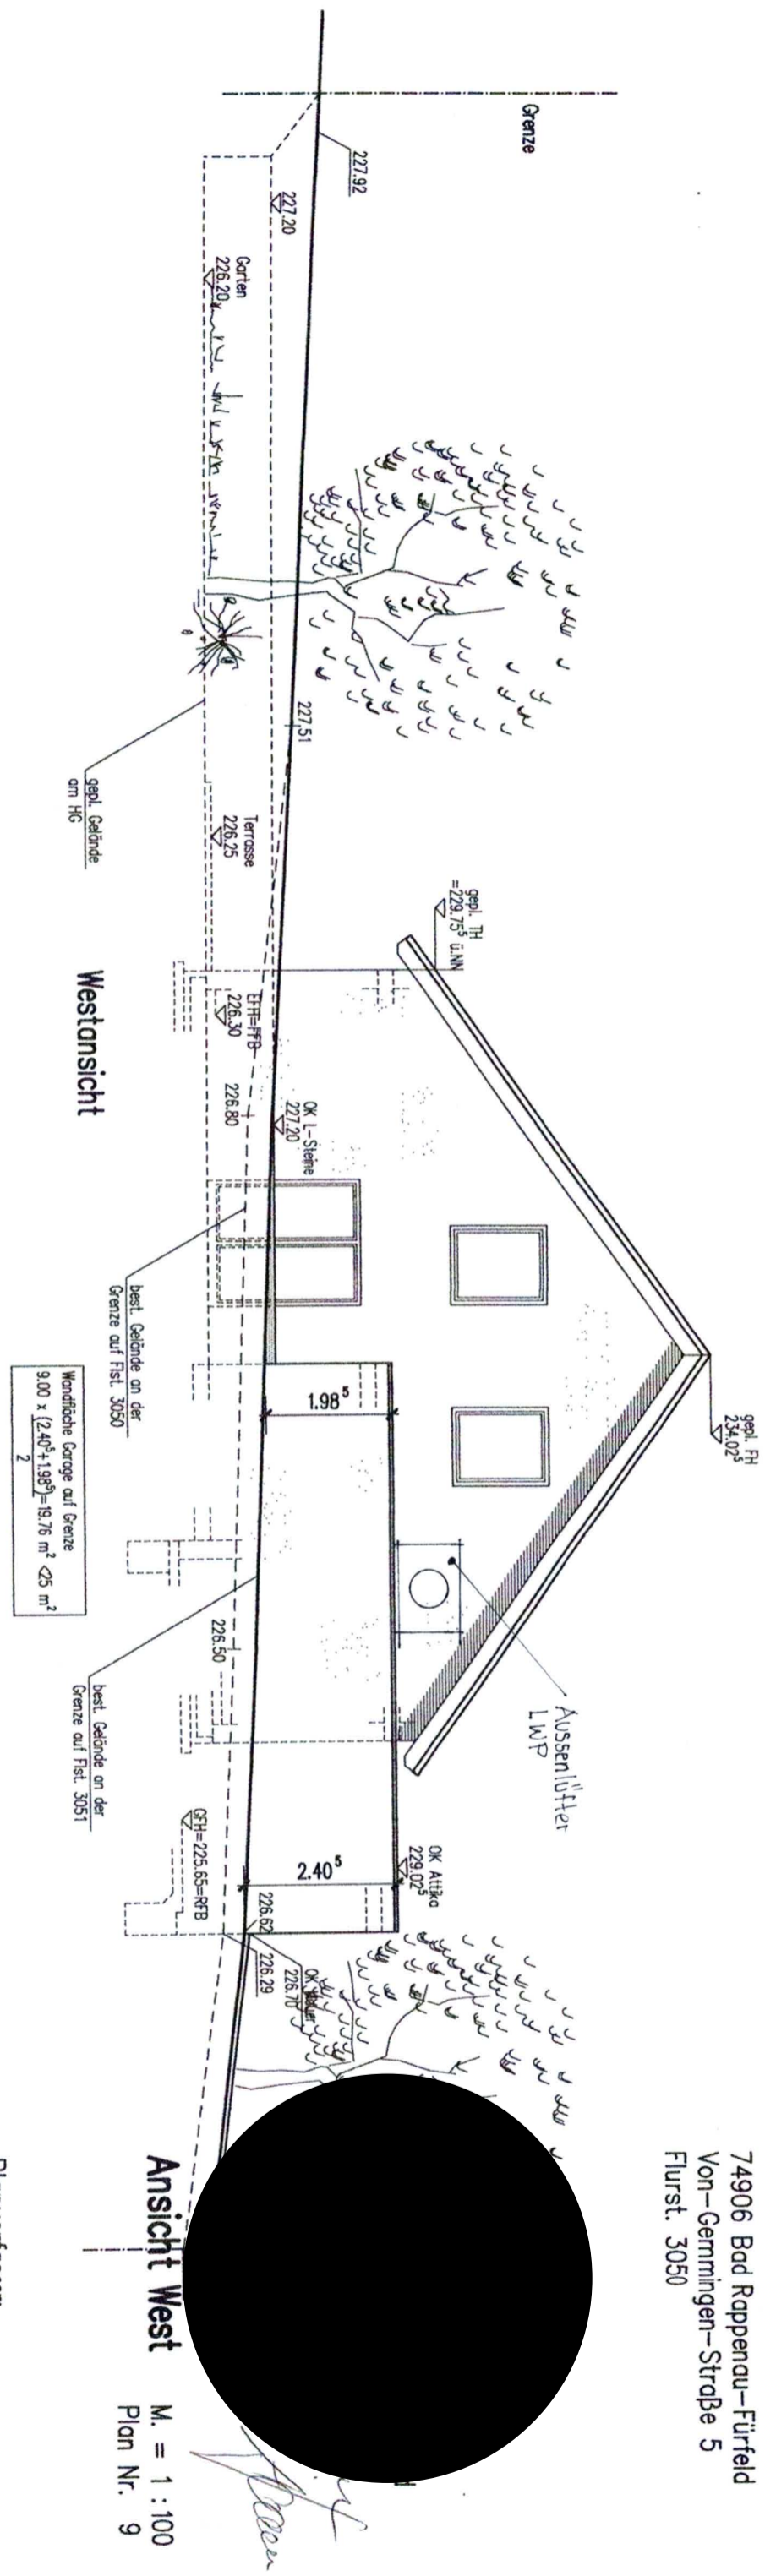 74906 Bad Rappenau-Fürfeld
Von-Gemmingen-Straße 5
Flurst. 3050
Grenze
227.92
227.20
Garten
226.20
227.51
gepl. Gelände
am HG
Terrasse
226.25
gepl. TH
=229.75⁵ ü.NN
EFH=FFB
226.30
226.80
OK L-Steine
227.20
gepl. FH
234.02⁵
Westansicht
best. Gelände an der
Grenze auf Flst. 3050
1.98⁵
Wandfläche Garage auf Grenze
9.00 x (2.40⁵+1.98⁵)=19.76 m² <25 m²
2
Aussenlüfter
LWP
226.50
best. Gelände an der
Grenze auf Flst. 3051
GFH=225.65=RFB
2.40⁵
OK Attika
229.02⁵
226.62
226.29
OK
226.70
Ansicht West
M. = 1 : 100
Plan Nr. 9